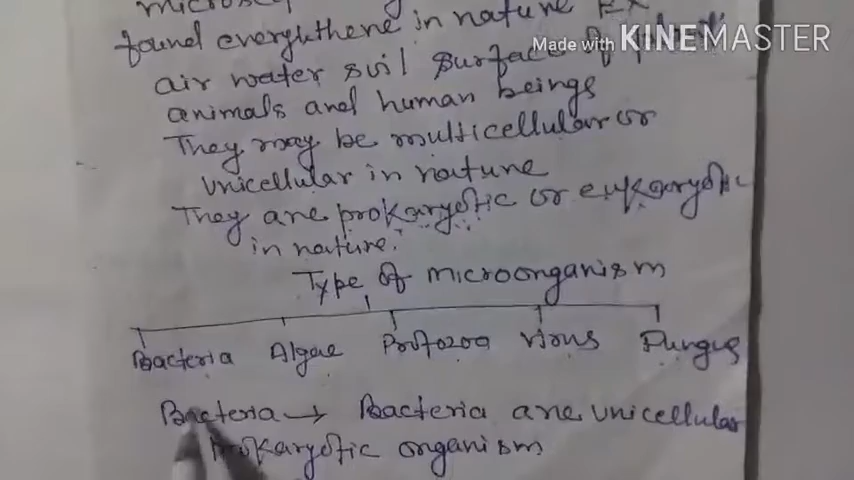 found everywhere in nature Ex
Made with KINEMASTER
air water soil surface of
animals and human beings
They may be multicellular or
unicellular in nature
They are prokaryotic or eukaryotic
in nature.
Type of microorganism
Bacteria Algae Protozoa virus Fungus
Bacteria → Bacteria are unicellular
prokaryotic organism